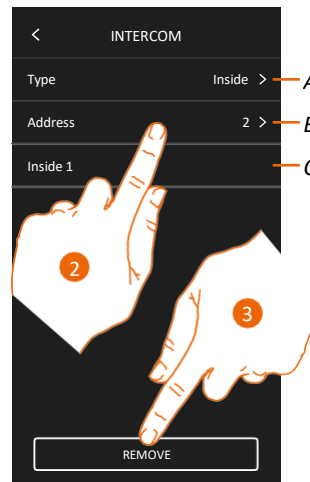 < INTERCOM
Type Inside > A
Address 2 > B
Inside 1 C
2
3
REMOVE